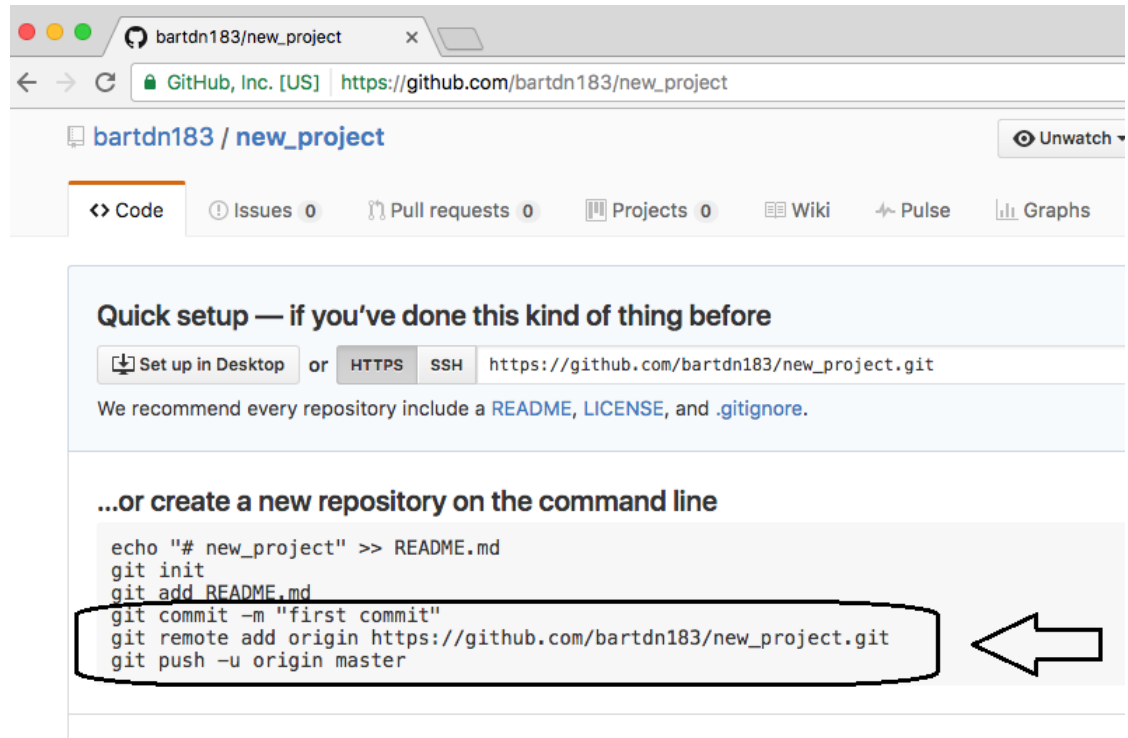 bartdn183/new_project
GitHub, Inc. [US] https://github.com/bartdn183/new_project
bartdn183 / new_project
Unwatch
Code Issues 0 Pull requests 0 Projects 0 Wiki Pulse Graphs
Quick setup — if you’ve done this kind of thing before
Set up in Desktop or HTTPS SSH https://github.com/bartdn183/new_project.git
We recommend every repository include a README, LICENSE, and .gitignore.
…or create a new repository on the command line
echo "# new_project" >> README.md
git init
git add README.md
git commit -m "first commit"
git remote add origin https://github.com/bartdn183/new_project.git
git push -u origin master